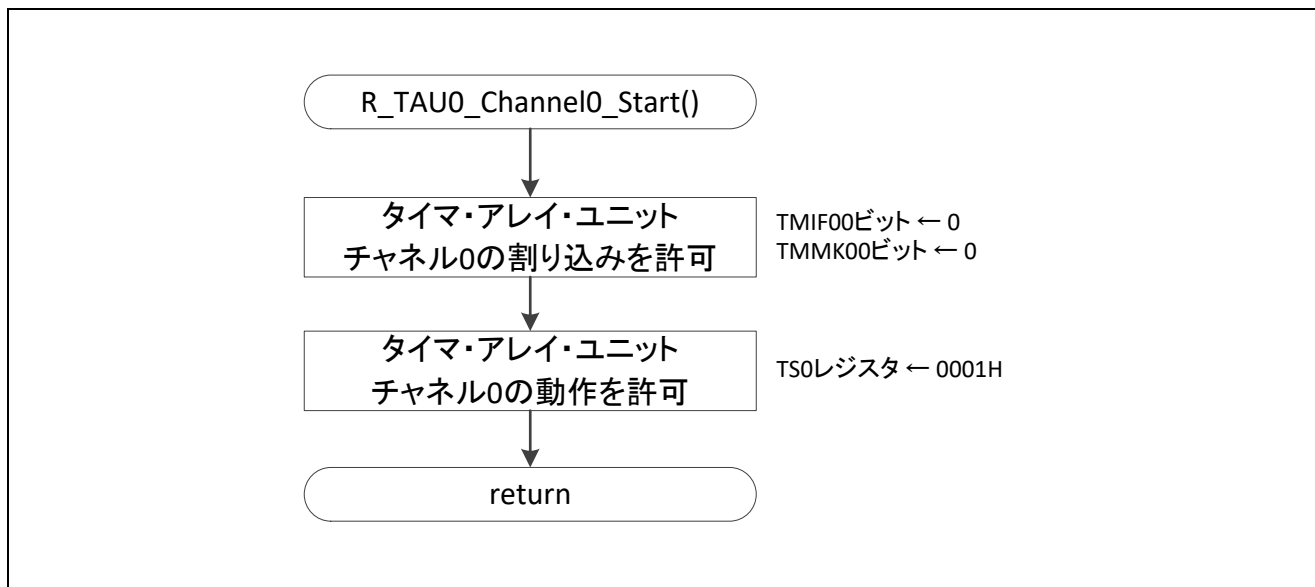 R_TAU0_Channel0_Start()
タイマ・アレイ・ユニット
チャネル0の割り込みを許可
TMIF00ビット ← 0
TMMK00ビット ← 0
タイマ・アレイ・ユニット
チャネル0の動作を許可
TS0レジスタ ← 0001H
return